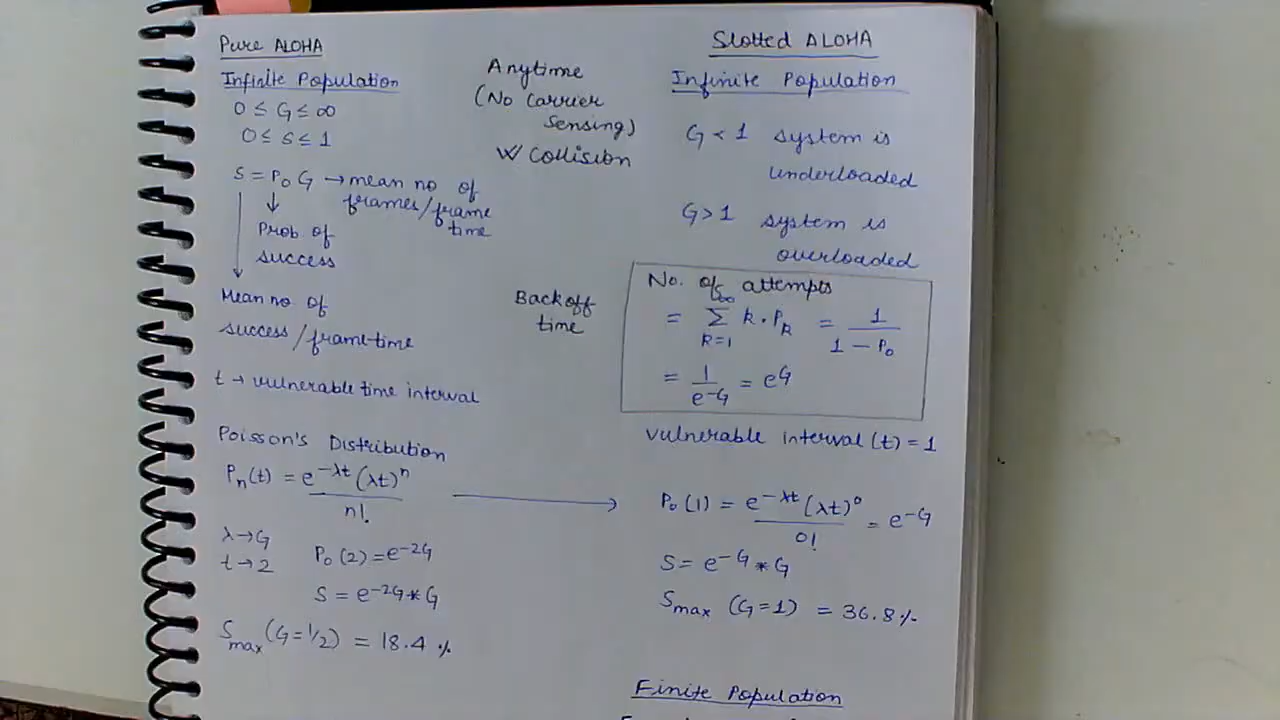 Pure ALOHA
Infinite Population
0 ≤ G ≤ ∞
0 ≤ S ≤ 1
S = P₀ G → mean no of
frames/frame
time
↓
Prob of
success
Mean no of
success/frame-time
t → vulnerable time interval
Poisson's Distribution
Pₙ(t) = e^-λt (λt)ⁿ
n!
λ → G
t → 2
P₀(2) = e^-2G
S = e^-2G * G
Smax (G=1/2) = 18.4 %
Anytime
(No carrier
sensing)
W Collision
Backoff
time
Slotted ALOHA
Infinite Population
G < 1 system is
underloaded
G > 1 system is
overloaded
No. of attempts
= ∞ Σ k=1 k.Pk = 1 / (1 - P₀)
= 1 / e^-G = e^G
Vulnerable interval (t) = 1
P₀(1) = e^-λt (λt)⁰ / 0! = e^-G
S = e^-G * G
Smax (G=1) = 36.8 %
Finite Population